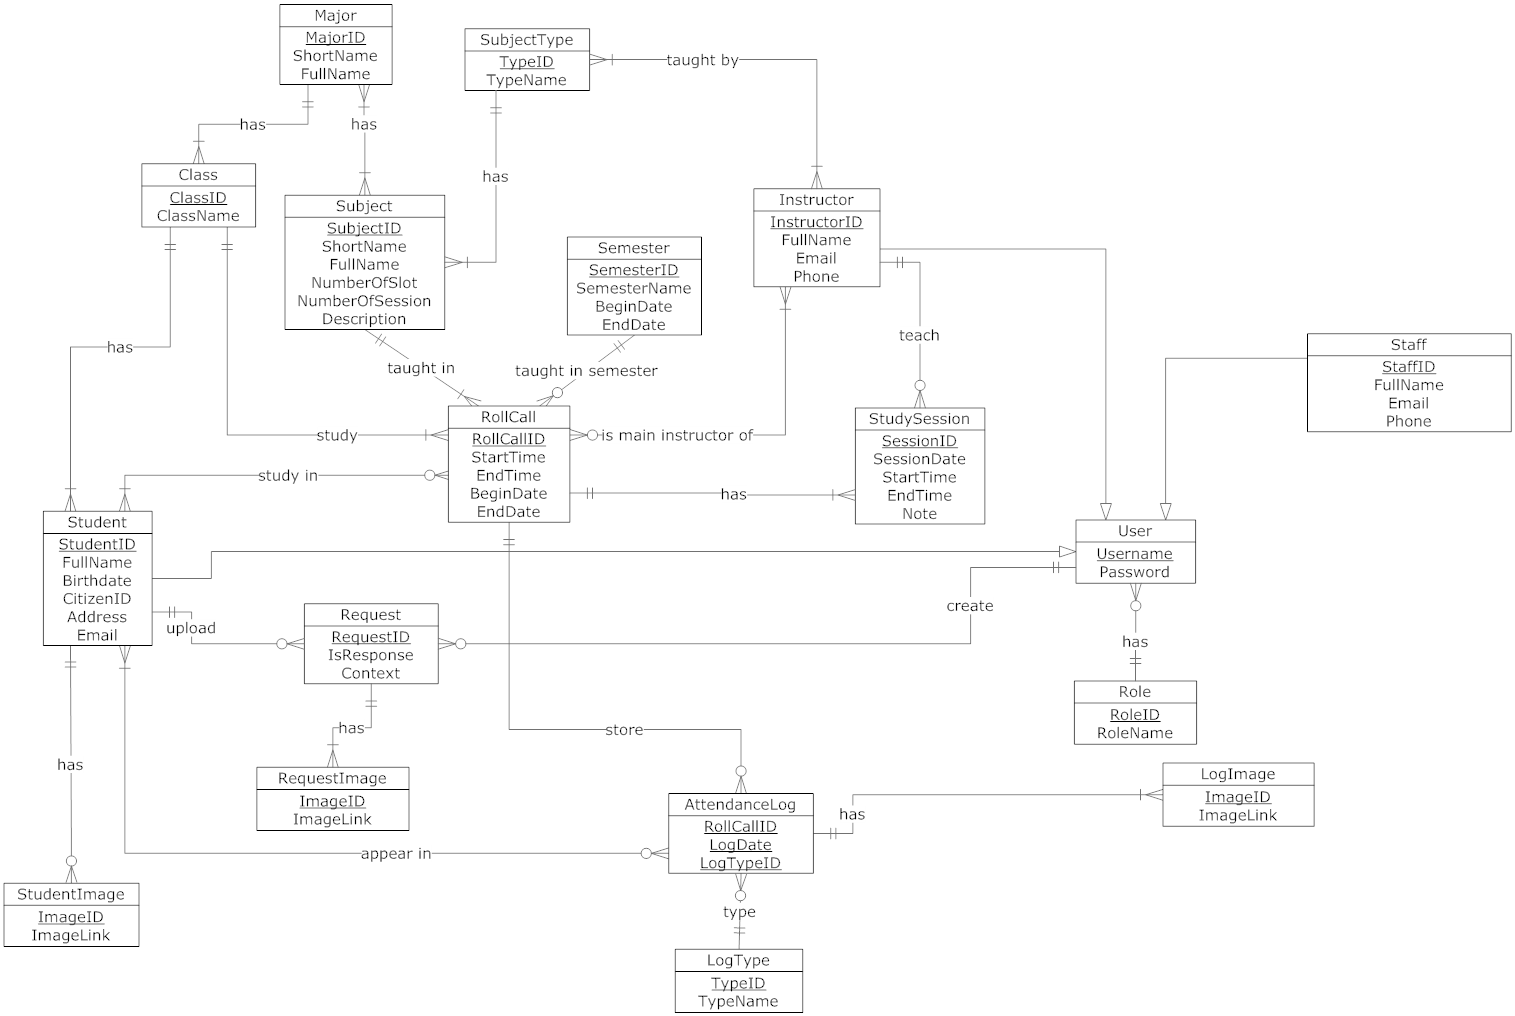 Major
MajorID
ShortName
FullName
SubjectType
TypeID
TypeName
taught by
has
has
has
Class
ClassID
ClassName
Subject
SubjectID
ShortName
FullName
NumberOfSlot
NumberOfSession
Description
Semester
SemesterID
SemesterName
BeginDate
EndDate
Instructor
InstructorID
FullName
Email
Phone
has
taught in
taught in semester
teach
Staff
StaffID
FullName
Email
Phone
study
is main instructor of
study in
has
RollCall
RollCallID
StartTime
EndTime
BeginDate
EndDate
StudySession
SessionID
SessionDate
StartTime
EndTime
Note
Student
StudentID
FullName
Birthdate
CitizenID
Address
Email
User
Username
Password
upload
create
Request
RequestID
IsResponse
Context
has
Role
RoleID
RoleName
has
store
has
RequestImage
ImageID
ImageLink
AttendanceLog
RollCallID
LogDate
LogTypeID
has
LogImage
ImageID
ImageLink
appear in
StudentImage
ImageID
ImageLink
type
LogType
TypeID
TypeName